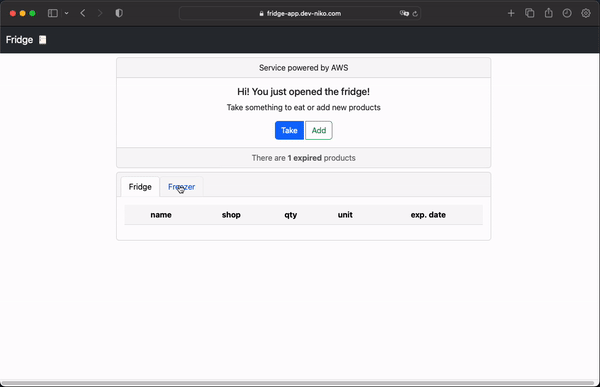 fridge-app.dev-niko.com
Fridge
Service powered by AWS
Hi! You just opened the fridge!
Take something to eat or add new products
Take Add
There are 1 expired products
Fridge Freezer
name shop qty unit exp. date